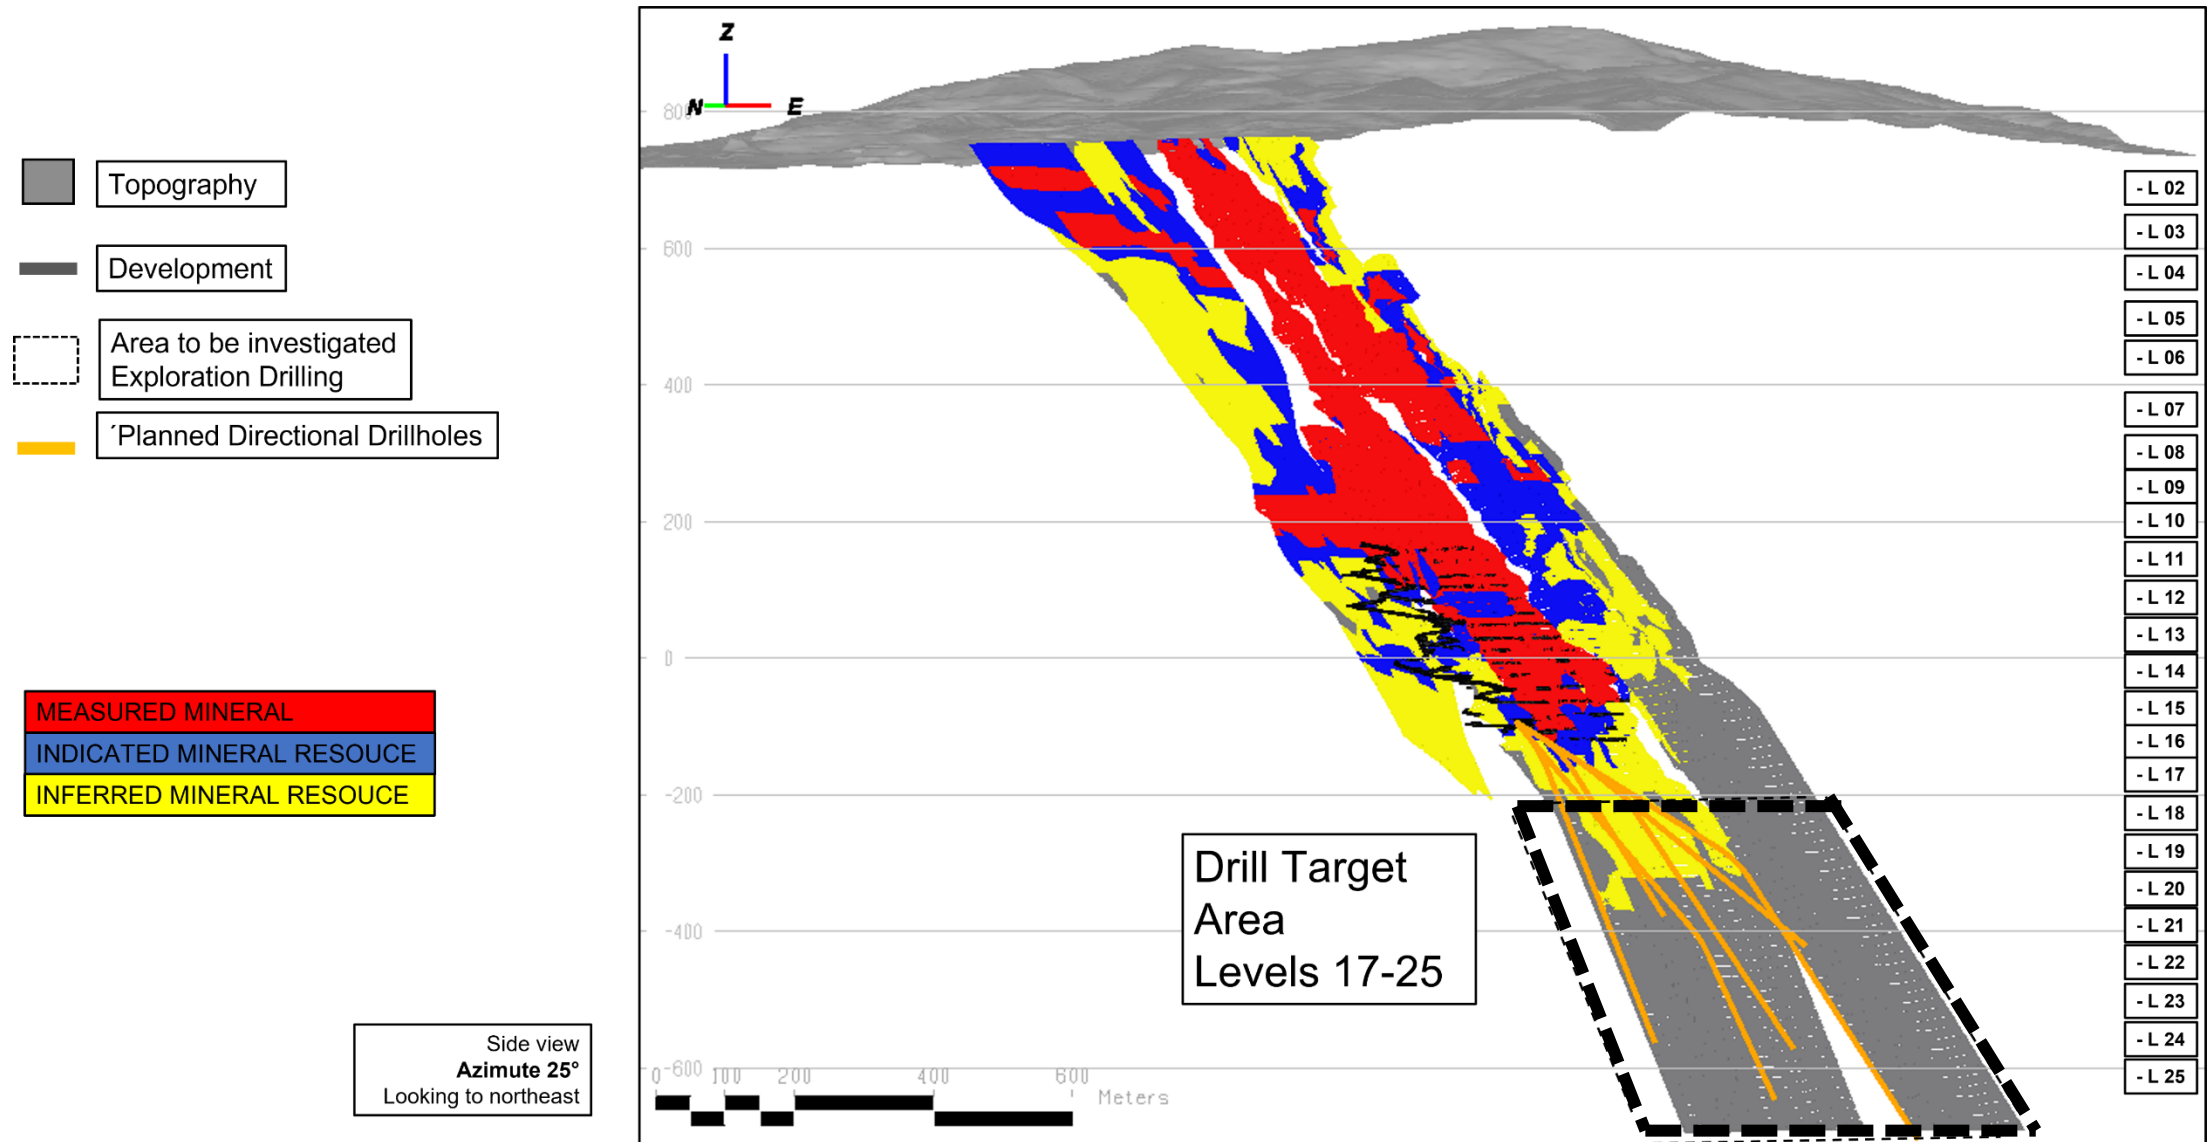 Topography
Development
Area to be investigated
Exploration Drilling
´Planned Directional Drillholes
MEASURED MINERAL
INDICATED MINERAL RESOUCE
INFERRED MINERAL RESOUCE
Side view
Azimute 25°
Looking to northeast
Z
N E
800
600
400
200
0
-200
-400
-600
0 100 200 400 600
Meters
Drill Target
Area
Levels 17-25
- L 02
- L 03
- L 04
- L 05
- L 06
- L 07
- L 08
- L 09
- L 10
- L 11
- L 12
- L 13
- L 14
- L 15
- L 16
- L 17
- L 18
- L 19
- L 20
- L 21
- L 22
- L 23
- L 24
- L 25